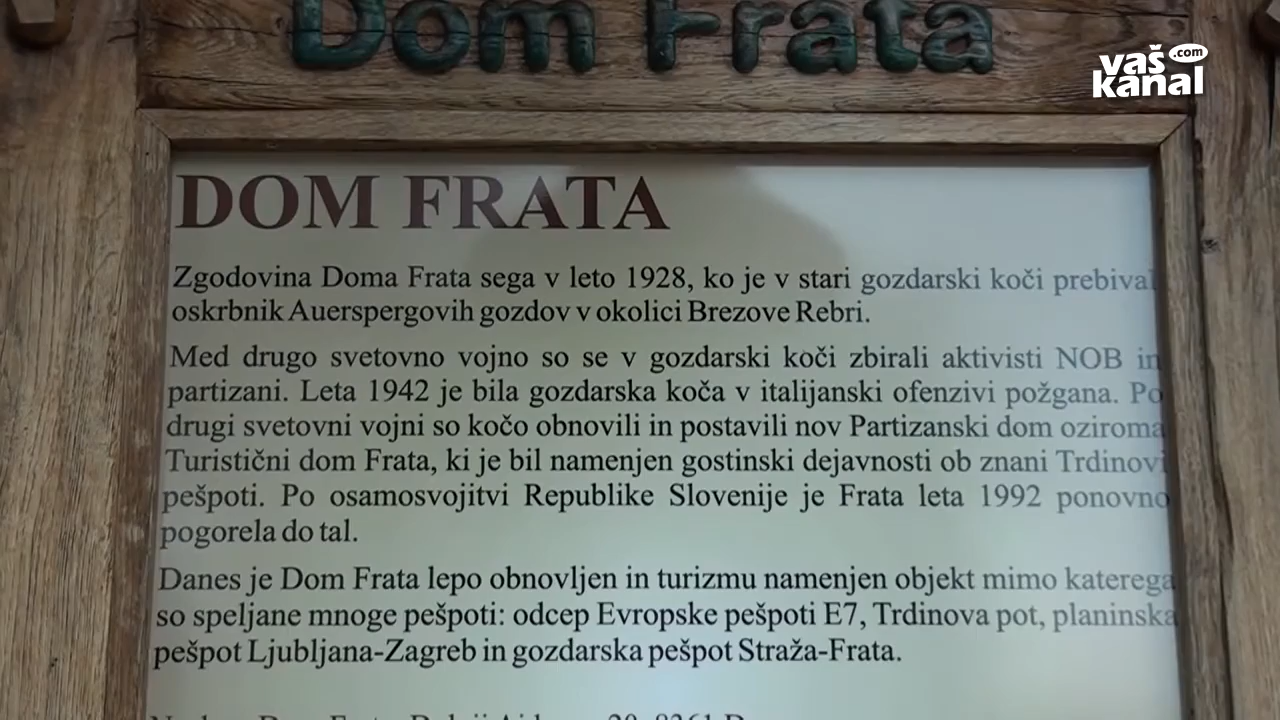 Dom Frata
vaš
.com
kanal
DOM FRATA
Zgodovina Doma Frata sega v leto 1928, ko je v stari gozdarski koči prebival
oskrbnik Auerspergovih gozdov v okolici Brezove Rebri.
Med drugo svetovno vojno so se v gozdarski koči zbirali aktivisti NOB in
partizani. Leta 1942 je bila gozdarska koča v italijanski ofenzivi požgana. Po
drugi svetovni vojni so kočo obnovili in postavili nov Partizanski dom oziroma
Turistični dom Frata, ki je bil namenjen gostinski dejavnosti ob znani Trdinovi
pešpoti. Po osamosvojitvi Republike Slovenije je Frata leta 1992 ponovno
pogorela do tal.
Danes je Dom Frata lepo obnovljen in turizmu namenjen objekt mimo katerega
so speljane mnoge pešpoti: odcep Evropske pešpoti E7, Trdinova pot, planinska
pešpot Ljubljana-Zagreb in gozdarska pešpot Straža-Frata.